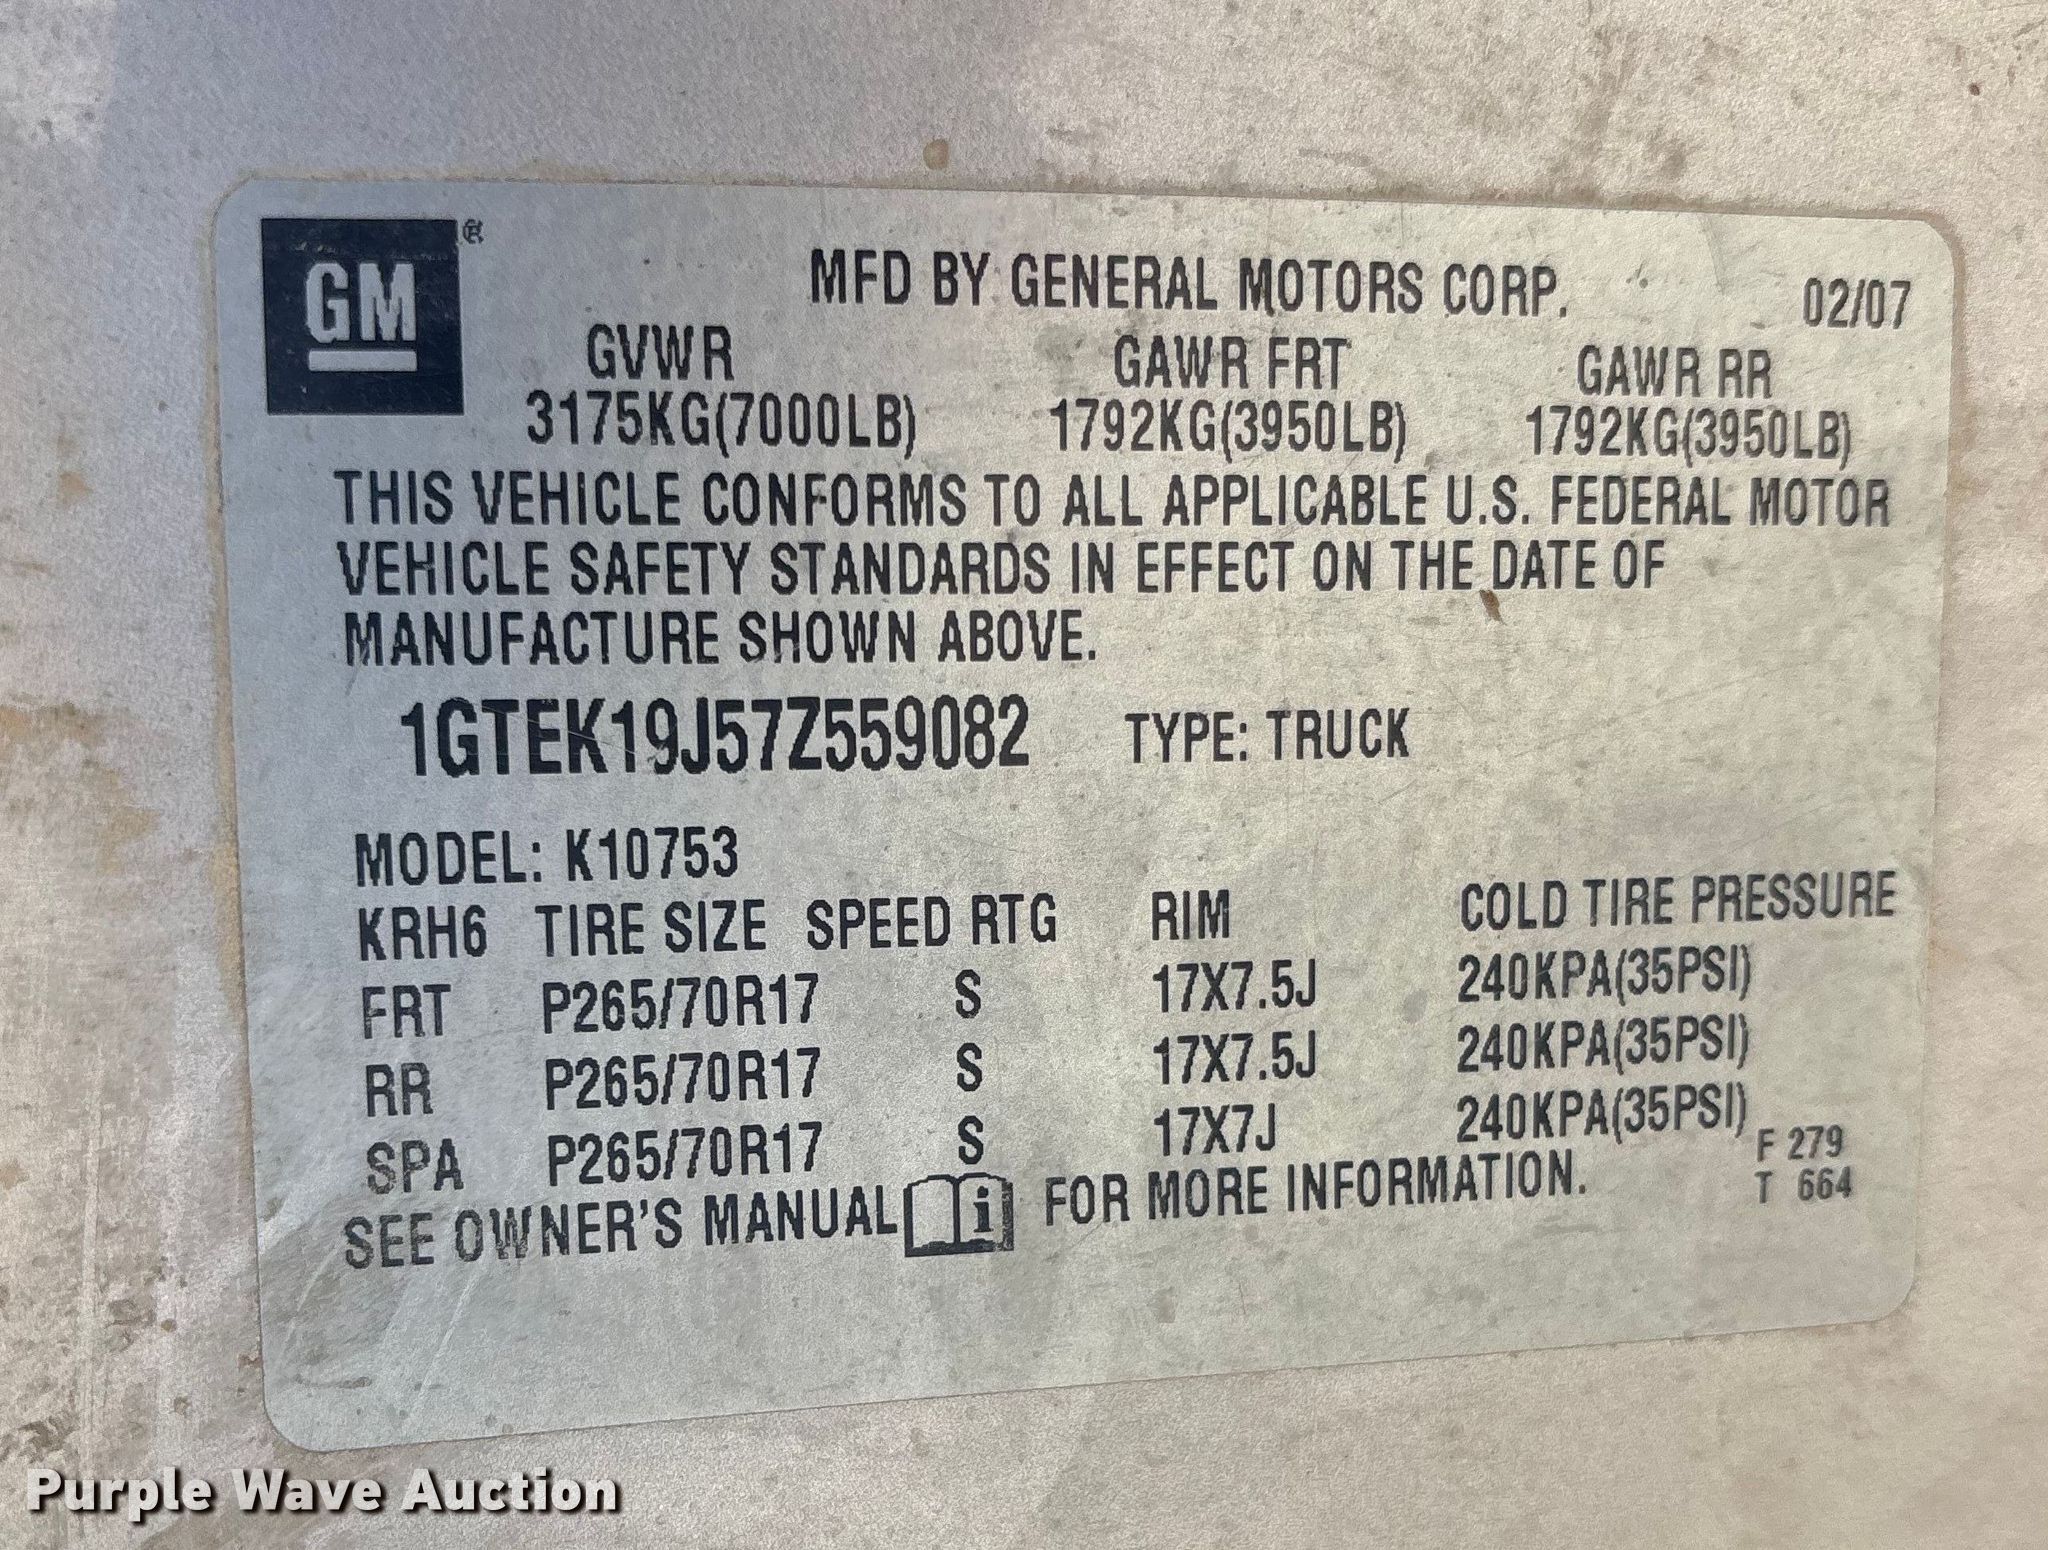 GM®
MFD BY GENERAL MOTORS CORP. 02/07
GVWR GAWR FRT GAWR RR
3175KG(7000LB) 1792KG(3950LB) 1792KG(3950LB)
THIS VEHICLE CONFORMS TO ALL APPLICABLE U.S. FEDERAL MOTOR
VEHICLE SAFETY STANDARDS IN EFFECT ON THE DATE OF
MANUFACTURE SHOWN ABOVE.
1GTEK19J57Z559082 TYPE: TRUCK
MODEL: K10753
KRH6 TIRE SIZE SPEED RTG RIM COLD TIRE PRESSURE
FRT P265/70R17 S 17X7.5J 240KPA(35PSI)
RR P265/70R17 S 17X7.5J 240KPA(35PSI)
SPA P265/70R17 S 17X7J 240KPA(35PSI)
SEE OWNER'S MANUAL i FOR MORE INFORMATION.
F 279
T 664
Purple Wave Auction